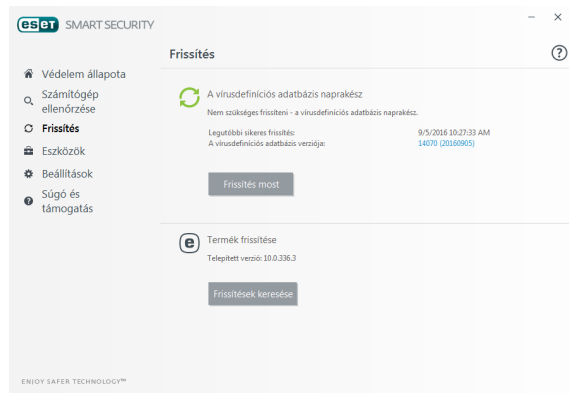 eset SMART SECURITY
Frissítés
Védelem állapota
Számítógép
ellenőrzése
Frissítés
Eszközök
Beállítások
Súgó és
támogatás
A vírusdefiníciós adatbázis naprakész
Nem szükséges frissíteni - a vírusdefiníciós adatbázis naprakész.
Legutóbbi sikeres frissítés: 9/5/2016 10:27:33 AM
A vírusdefiníciós adatbázis verziója: 14070 (20160905)
Frissítés most
Termék frissítése
Telepített verzió: 10.0.336.3
Frissítések keresése
ENJOY SAFER TECHNOLOGY™